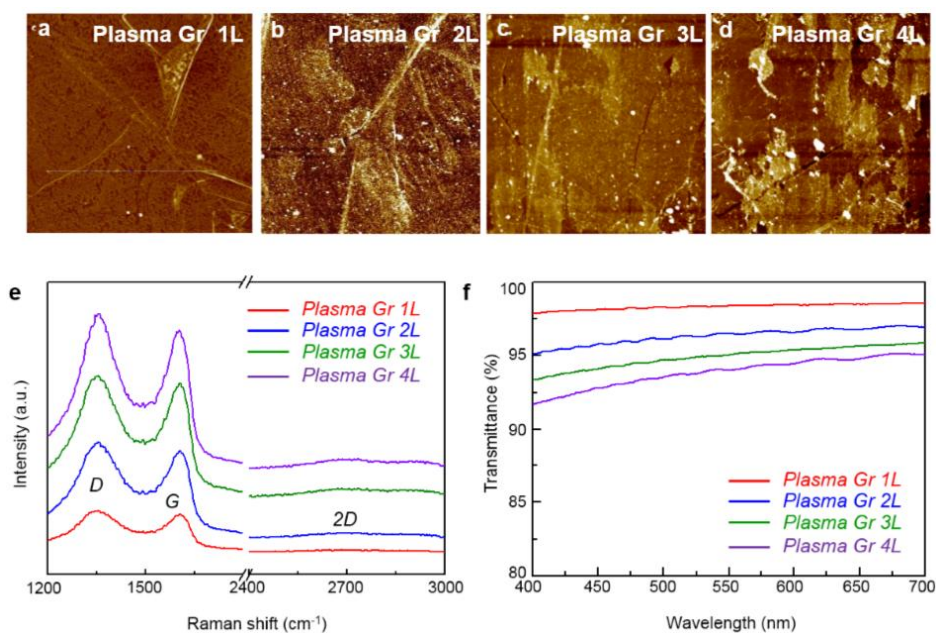 a Plasma Gr 1L
b Plasma Gr 2L
c Plasma Gr 3L
d Plasma Gr 4L
e
Intensity (a.u.)
Plasma Gr 1L
Plasma Gr 2L
Plasma Gr 3L
Plasma Gr 4L
D
G
2D
1200 1500 2400 2700 3000
Raman shift (cm⁻¹)
f
Transmittance (%)
100
95
90
85
80
Plasma Gr 1L
Plasma Gr 2L
Plasma Gr 3L
Plasma Gr 4L
400 450 500 550 600 650 700
Wavelength (nm)